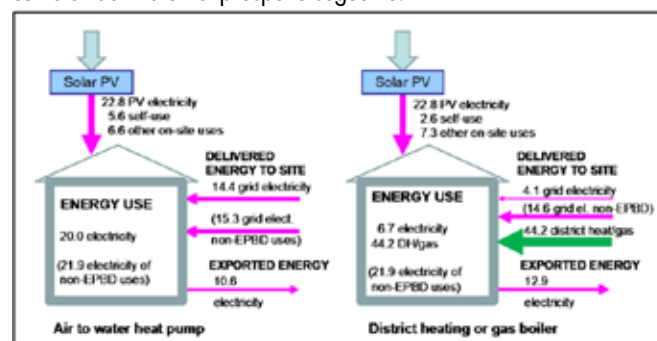 Solar PV
22.8 PV electricity
5.6 self-use
6.6 other on-site uses
DELIVERED
ENERGY TO SITE
14.4 grid electricity
ENERGY USE
(15.3 grid elect.
non-EPBD uses)
20.0 electricity
(21.9 electricity of
non-EPBD uses)
EXPORTED ENERGY
10.6
electricity
Air to water heat pump
Solar PV
22.8 PV electricity
2.6 self-use
7.3 other on-site uses
DELIVERED
ENERGY TO SITE
4.1 grid electricity
(14.6 grid el. non-EPBD)
ENERGY USE
6.7 electricity
44.2 DH/gas
44.2 district heat/gas
(21.9 electricity of
non-EPBD uses)
EXPORTED ENERGY
12.9
electricity
District heating or gas boiler